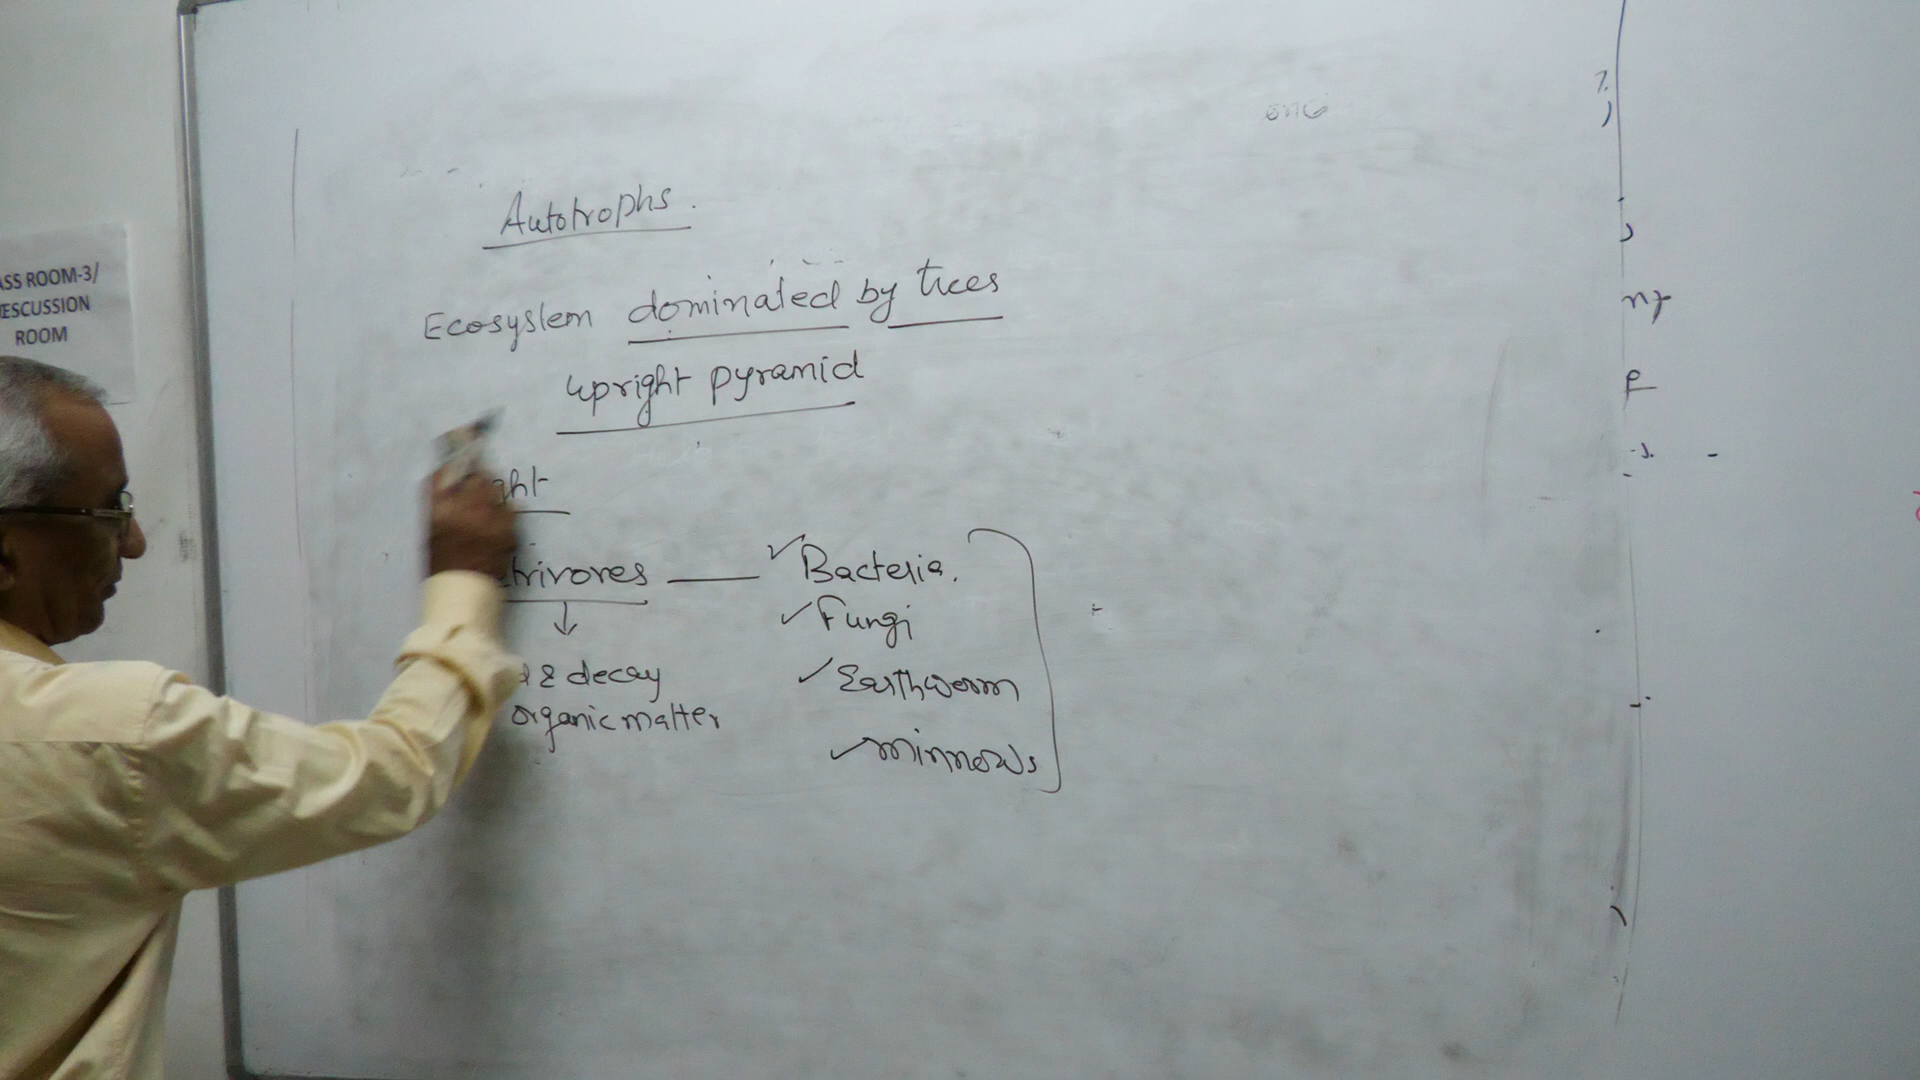 ASS ROOM-3/
ESCUSSION
ROOM
Autotrophs.
Ecosystem dominated by trees
upright pyramid
ght
trivores — Bacteria.
✓Fungi
& decay
✓Earthworm
organic matter
✓minnows